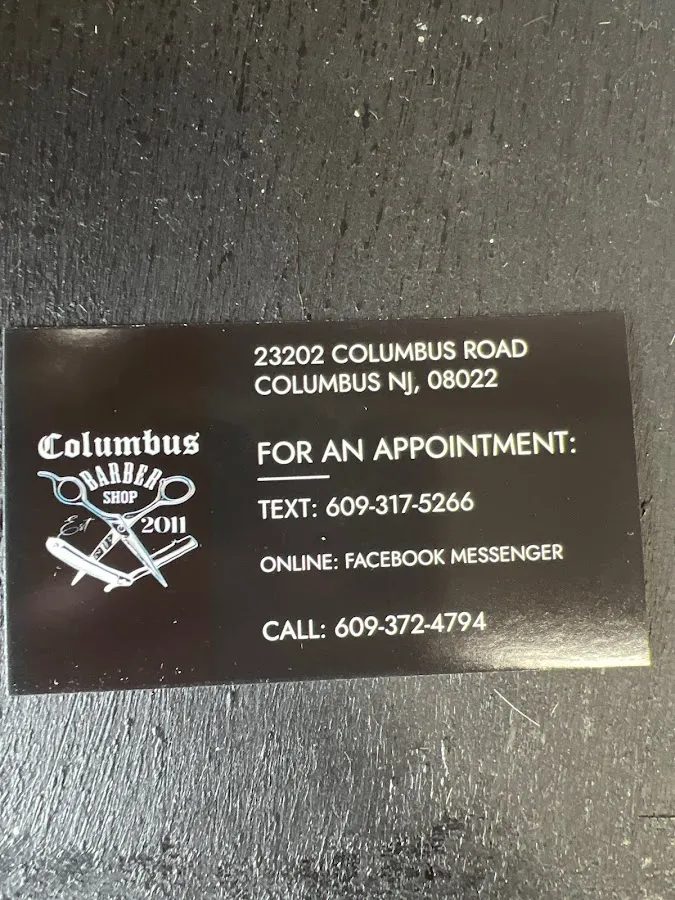 23202 COLUMBUS ROAD
COLUMBUS NJ, 08022
Columbus
BARBER
SHOP
Est 2011
FOR AN APPOINTMENT:
TEXT: 609-317-5266
ONLINE: FACEBOOK MESSENGER
CALL: 609-372-4794